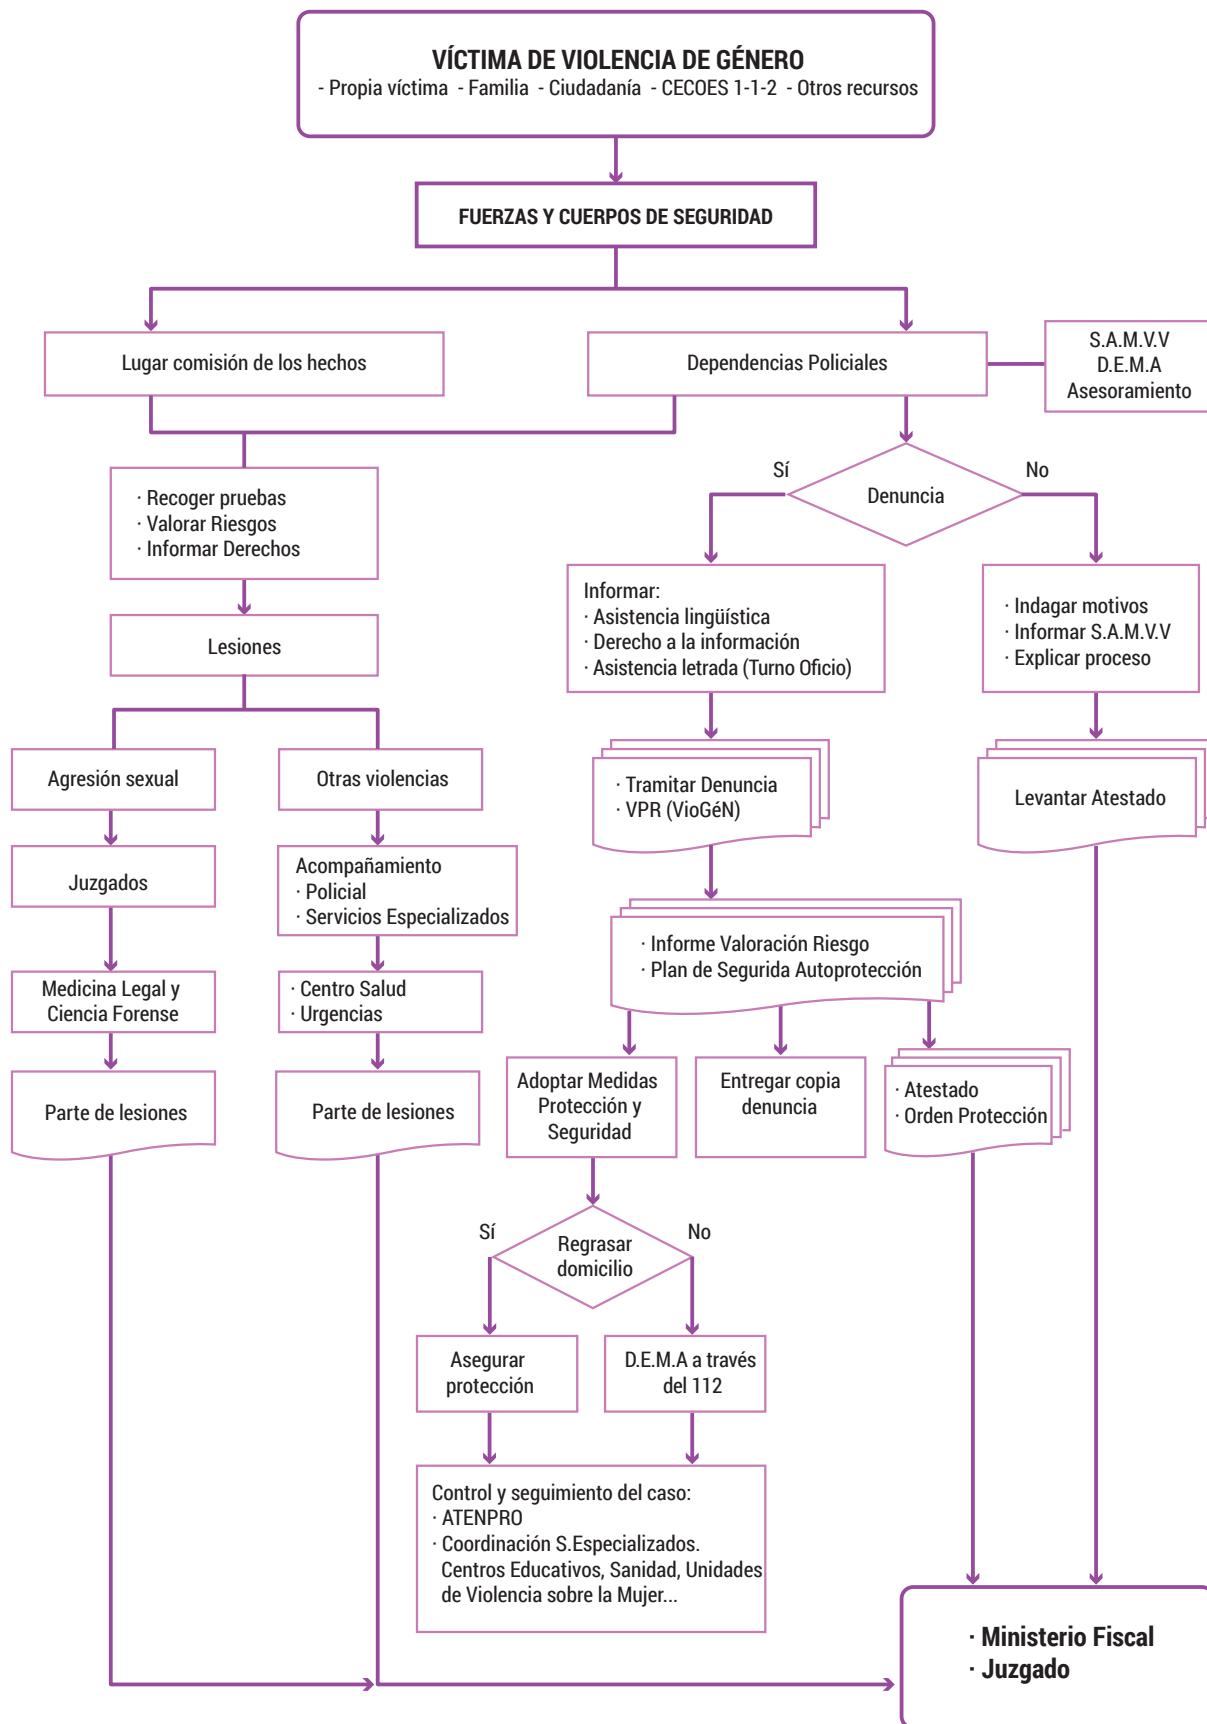 VÍCTIMA DE VIOLENCIA DE GÉNERO
- Propia víctima - Familia - Ciudadanía - CECOES 1-1-2 - Otros recursos
FUERZAS Y CUERPOS DE SEGURIDAD
Lugar comisión de los hechos
Dependencias Policiales
S.A.M.V.V
D.E.M.A
Asesoramiento
· Recoger pruebas
· Valorar Riesgos
· Informar Derechos
Sí
Denuncia
No
Lesiones
Informar:
· Asistencia lingüística
· Derecho a la información
· Asistencia letrada (Turno Oficio)
· Indagar motivos
· Informar S.A.M.V.V
· Explicar proceso
Agresión sexual
Otras violencias
· Tramitar Denuncia
· VPR (VioGéN)
Levantar Atestado
Juzgados
Acompañamiento
· Policial
· Servicios Especializados
· Informe Valoración Riesgo
· Plan de Segurida Autoprotección
Medicina Legal y
Ciencia Forense
· Centro Salud
· Urgencias
Parte de lesiones
Parte de lesiones
Adoptar Medidas
Protección y
Seguridad
Entregar copia
denuncia
· Atestado
· Orden Protección
Sí
Regrasar
domicilio
No
Asegurar
protección
D.E.M.A a través
del 112
Control y seguimiento del caso:
· ATENPRO
· Coordinación S.Especializados.
Centros Educativos, Sanidad, Unidades
de Violencia sobre la Mujer...
· Ministerio Fiscal
· Juzgado